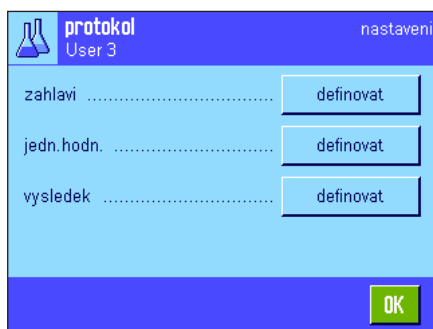 protokol nastaveni
User 3
zahlavi ................................ definovat
jedn.hodn. ............................ definovat
vysledek .............................. definovat
OK